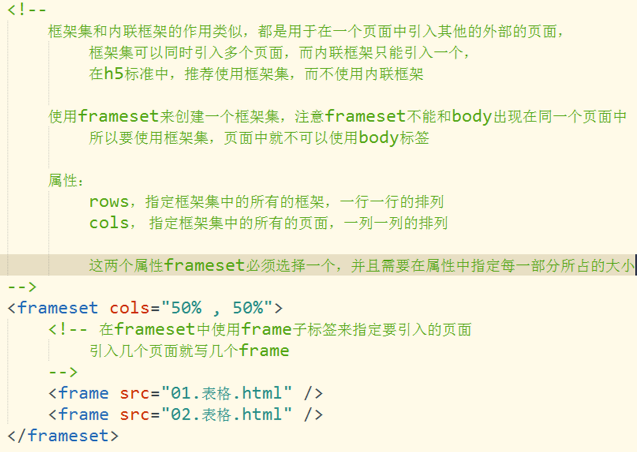 <!--
框架集和内联框架的作用类似，都是用于在一个页面中引入其他的外部的页面，
框架集可以同时引入多个页面，而内联框架只能引入一个，
在h5标准中，推荐使用框架集，而不使用内联框架
使用frameset来创建一个框架集，注意frameset不能和body出现在同一个页面中
所以要使用框架集，页面中就不可以使用body标签
属性：
rows，指定框架集中的所有的框架，一行一行的排列
cols， 指定框架集中的所有的页面，一列一列的排列
这两个属性frameset必须选择一个，并且需要在属性中指定每一部分所占的大小
-->
<frameset cols="50% , 50%">
<!-- 在frameset中使用frame子标签来指定要引入的页面
引入几个页面就写几个frame
-->
<frame src="01.表格.html" />
<frame src="02.表格.html" />
</frameset>